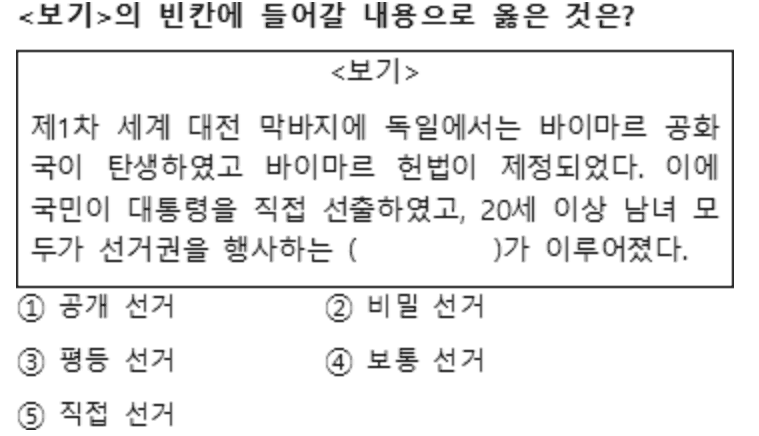 <보기>의 빈칸에 들어갈 내용으로 옳은 것은?
<보기>
제1차 세계 대전 막바지에 독일에서는 바이마르 공화
국이 탄생하였고 바이마르 헌법이 제정되었다. 이에
국민이 대통령을 직접 선출하였고, 20세 이상 남녀 모
두가 선거권을 행사하는 (          )가 이루어졌다.
① 공개 선거 ② 비밀 선거
③ 평등 선거 ④ 보통 선거
⑤ 직접 선거